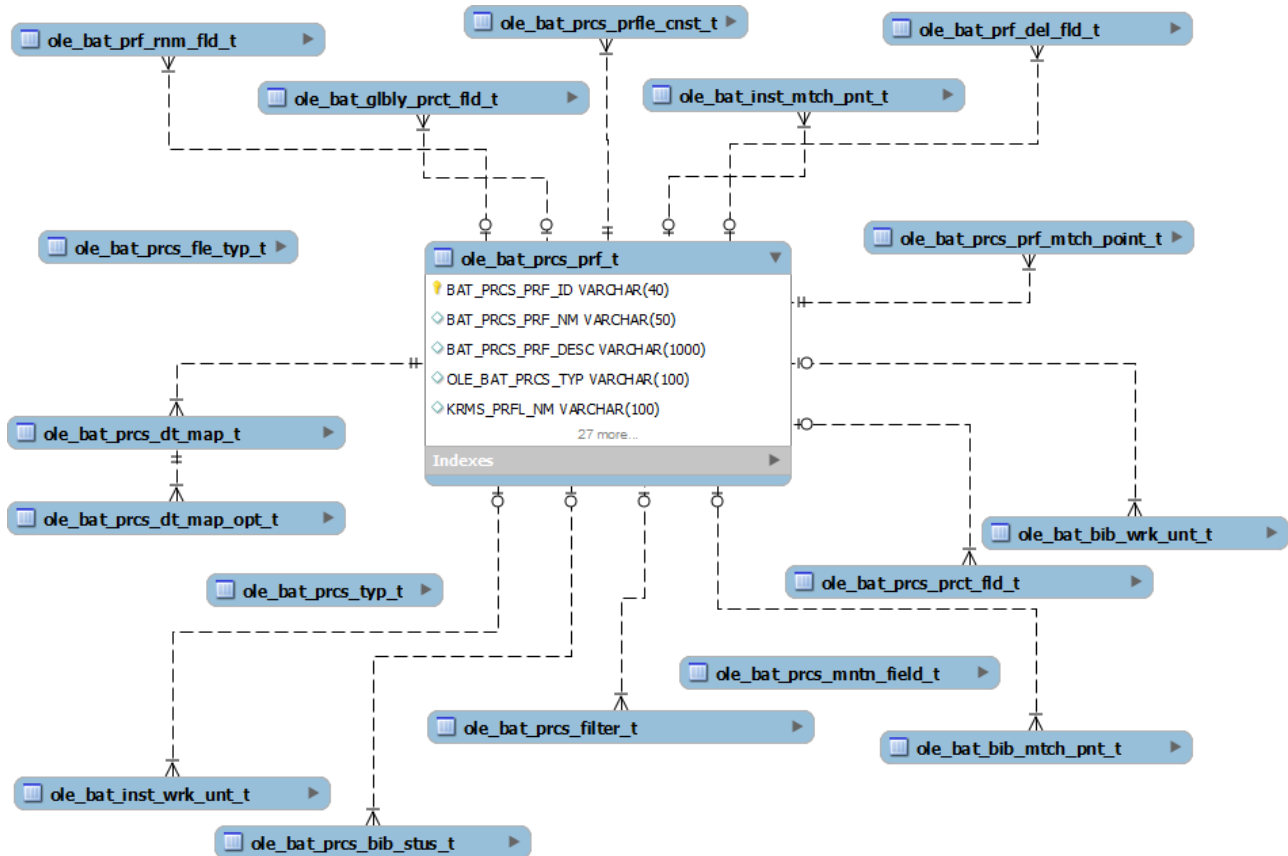 ole_bat_prcs_prfle_cnst_t
ole_bat_prf_del_fld_t
ole_bat_prf_rnm_fld_t
ole_bat_glbly_prct_fld_t
ole_bat_inst_mtch_pnt_t
ole_bat_prcs_fle_typ_t
ole_bat_prcs_prf_t
ole_bat_prcs_prf_mtch_point_t
BAT_PRCS_PRF_ID VARCHAR(40)
BAT_PRCS_PRF_NM VARCHAR(50)
BAT_PRCS_PRF_DESC VARCHAR(1000)
OLE_BAT_PRCS_TYP VARCHAR(100)
KRMS_PRFL_NM VARCHAR(100)
27 more...
Indexes
ole_bat_prcs_dt_map_t
ole_bat_prcs_dt_map_opt_t
ole_bat_bib_wrk_unt_t
ole_bat_prcs_typ_t
ole_bat_prcs_prct_fld_t
ole_bat_prcs_mntn_field_t
ole_bat_prcs_filter_t
ole_bat_bib_mtch_pnt_t
ole_bat_inst_wrk_unt_t
ole_bat_prcs_bib_stus_t